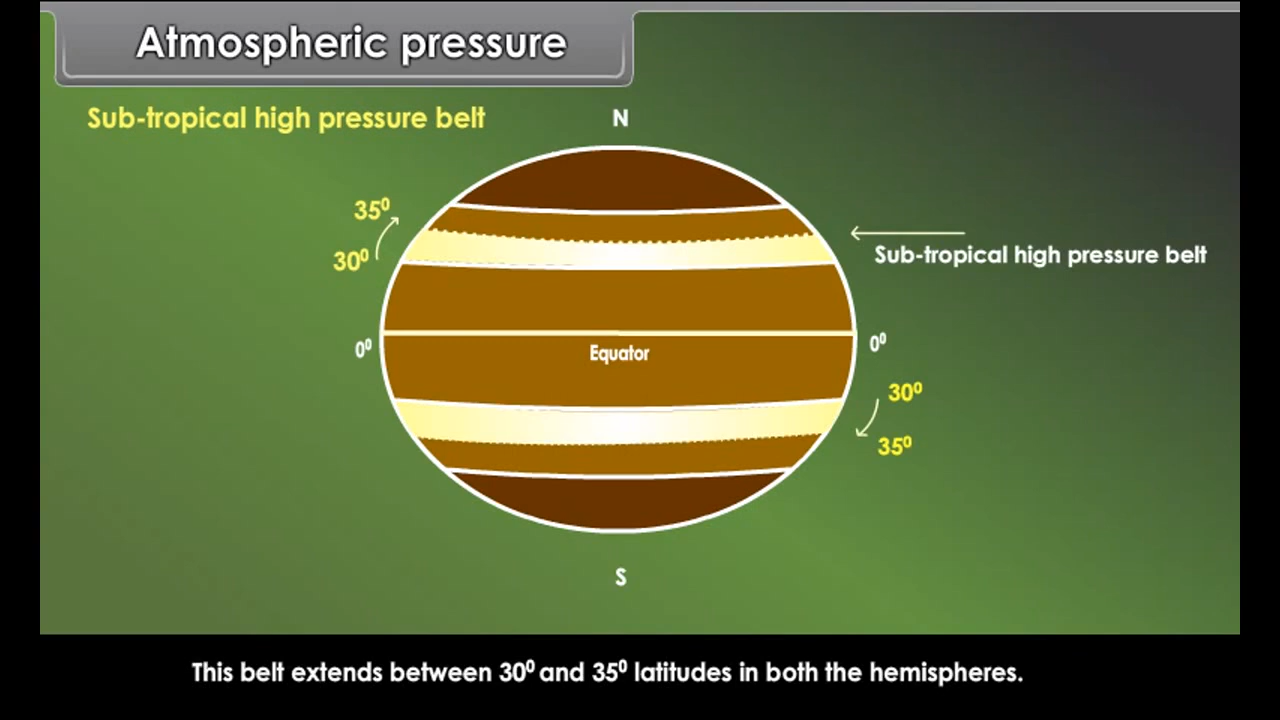 Atmospheric pressure
Sub-tropical high pressure belt
N
35⁰
30⁰
Sub-tropical high pressure belt
0⁰
Equator
0⁰
30⁰
35⁰
S
This belt extends between 30⁰ and 35⁰ latitudes in both the hemispheres.